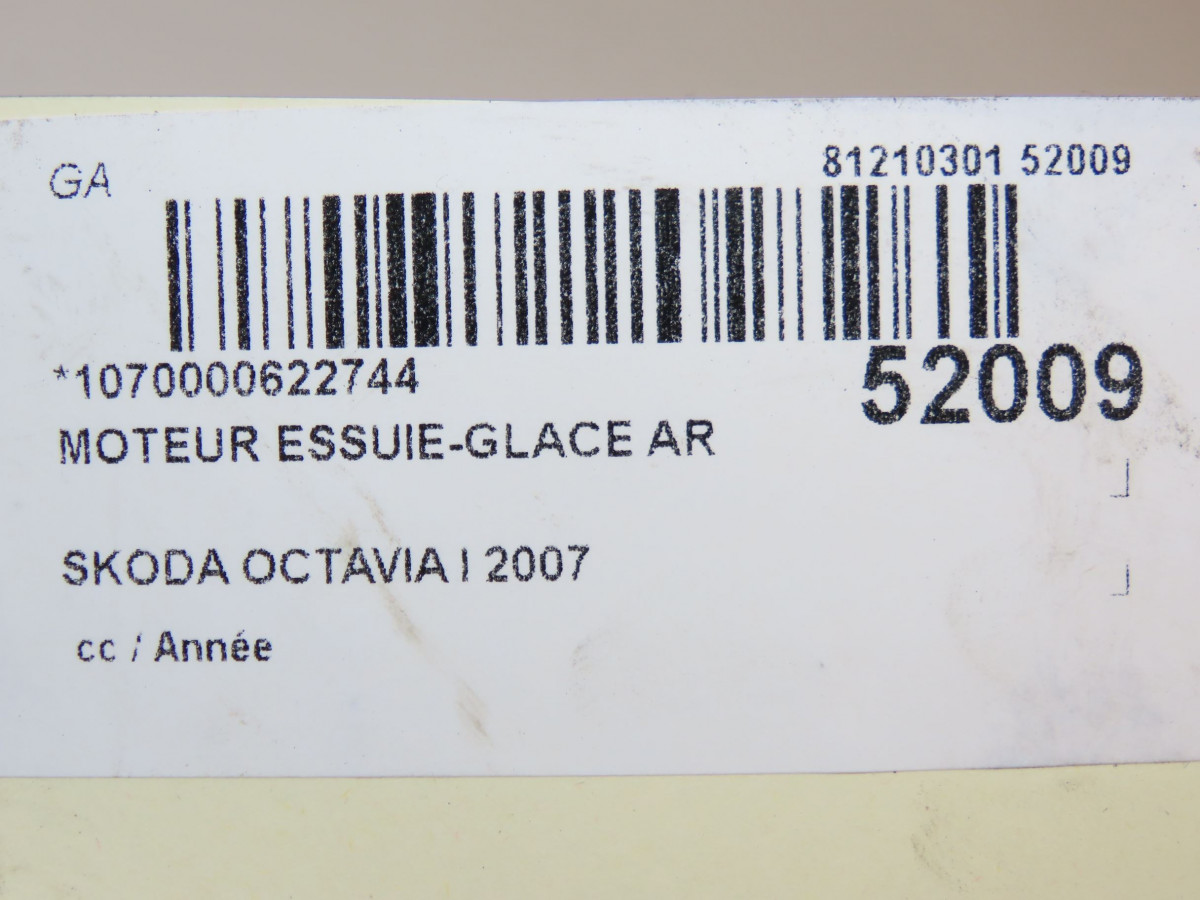 GA
81210301 52009
*1070000622744
52009
MOTEUR ESSUIE-GLACE AR
SKODA OCTAVIA I 2007
cc / Année